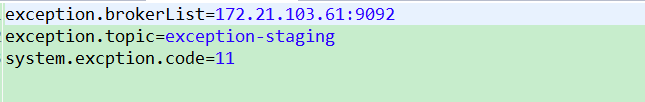 exception.brokerList=172.21.103.61:9092
exception.topic=exception-staging
system.excption.code=11